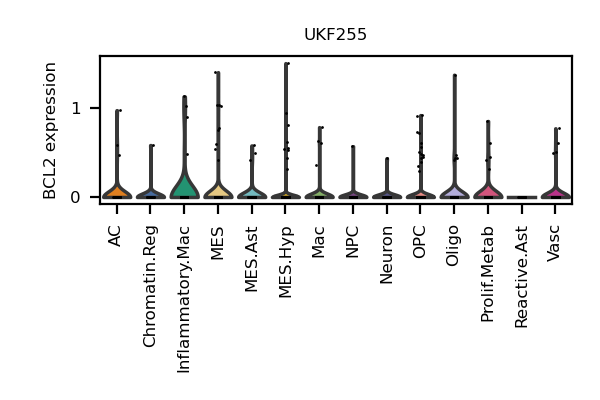 UKF255
BCL2 expression
1
0
AC
Chromatin.Reg
Inflammatory.Mac
MES
MES.Ast
MES.Hyp
Mac
NPC
Neuron
OPC
Oligo
Prolif.Metab
Reactive.Ast
Vasc